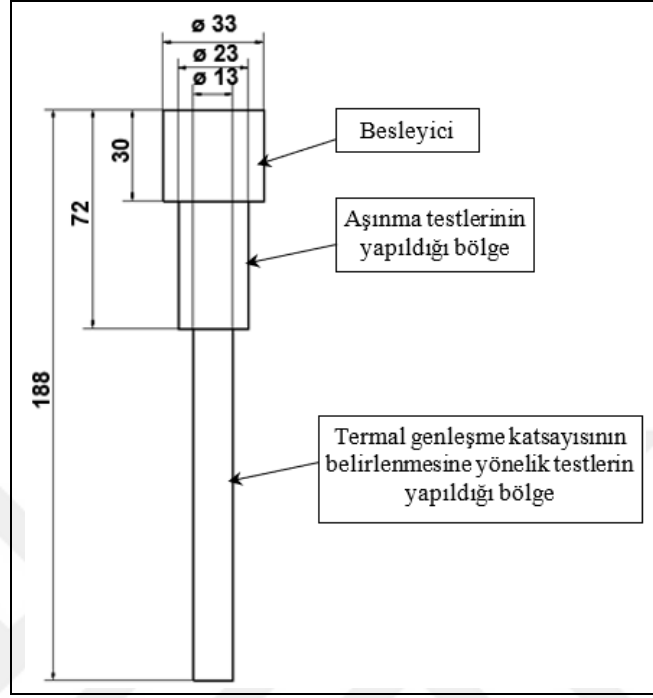 ø 33
ø 23
ø 13
30
72
188
Besleyici
Aşınma testlerinin
yapıldığı bölge
Termal genleşme katsayısının
belirlenmesine yönelik testlerin
yapıldığı bölge